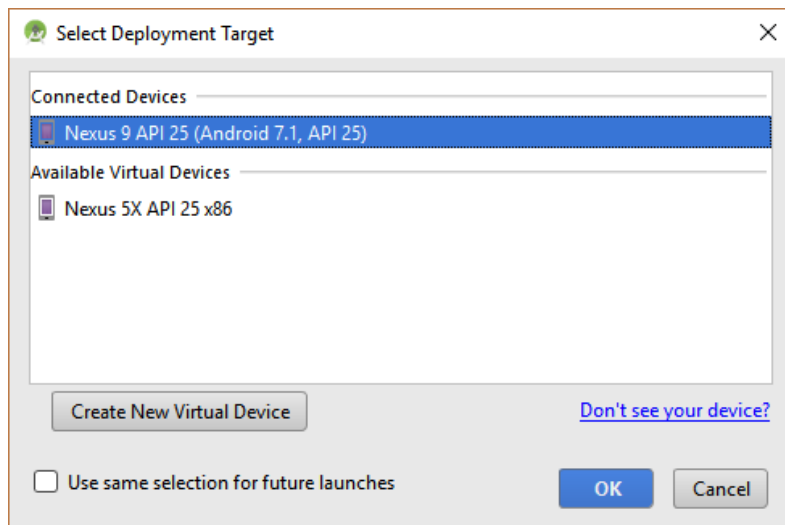 Select Deployment Target
Connected Devices
Nexus 9 API 25 (Android 7.1, API 25)
Available Virtual Devices
Nexus 5X API 25 x86
Create New Virtual Device
Don't see your device?
Use same selection for future launches
OK
Cancel